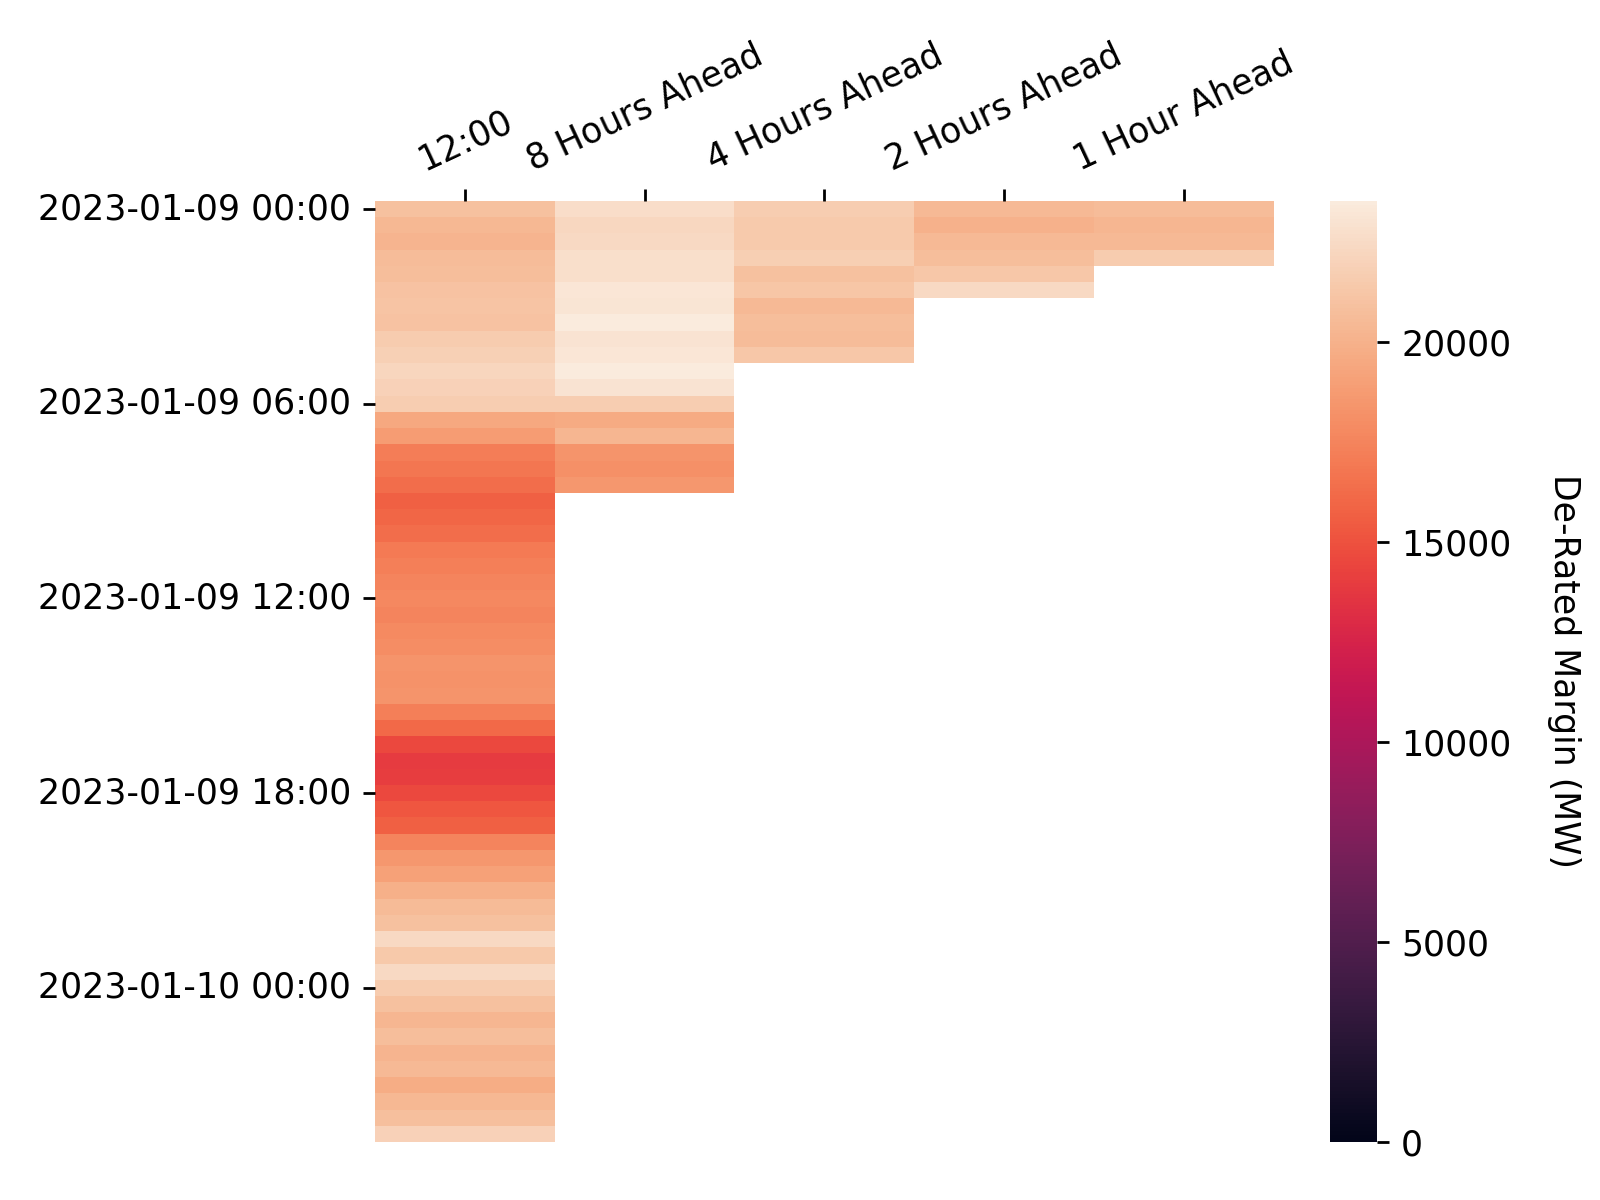 12:00
8 Hours Ahead
4 Hours Ahead
2 Hours Ahead
1 Hour Ahead
2023-01-09 00:00
2023-01-09 06:00
2023-01-09 12:00
2023-01-09 18:00
2023-01-10 00:00
20000
15000
10000
5000
0
De-Rated Margin (MW)